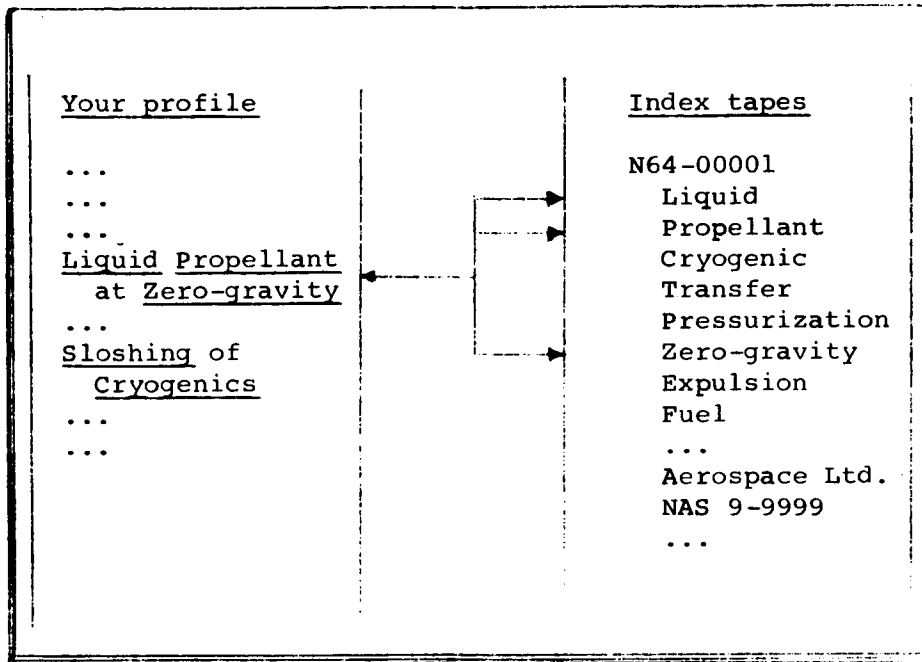 Your profile
...
...
...
Liquid Propellant
at Zero-gravity
...
Sloshing of
Cryogenics
...
...
Index tapes
N64-00001
Liquid
Propellant
Cryogenic
Transfer
Pressurization
Zero-gravity
Expulsion
Fuel
...
Aerospace Ltd.
NAS 9-9999
...